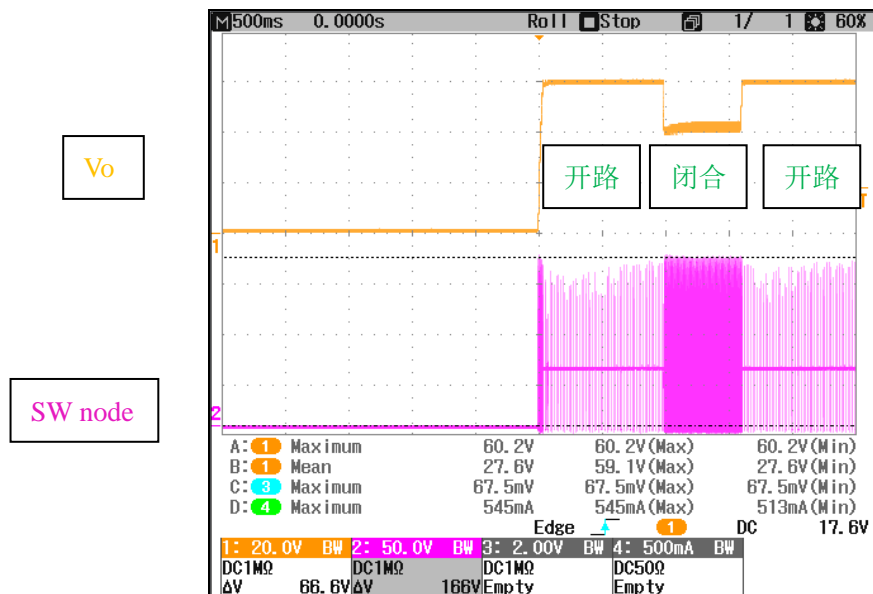 M 500ms 0.0000s Roll Stop 1/ 1 60%
Vo
开路 闭合 开路
T
1
SW node
2
A: 1 Maximum 60.2V 60.2V(Max) 60.2V(Min)
B: 1 Mean 27.6V 59.1V(Max) 27.6V(Min)
C: 3 Maximum 67.5mV 67.5mV(Max) 67.5mV(Min)
D: 4 Maximum 545mA 545mA(Max) 513mA(Min)
Edge 1 DC 17.6V
1: 20.0V BW 2: 50.0V BW 3: 2.00V BW 4: 500mA BW
DC1MΩ DC1MΩ DC1MΩ DC50Ω
ΔV 66.6V ΔV 166V Empty Empty